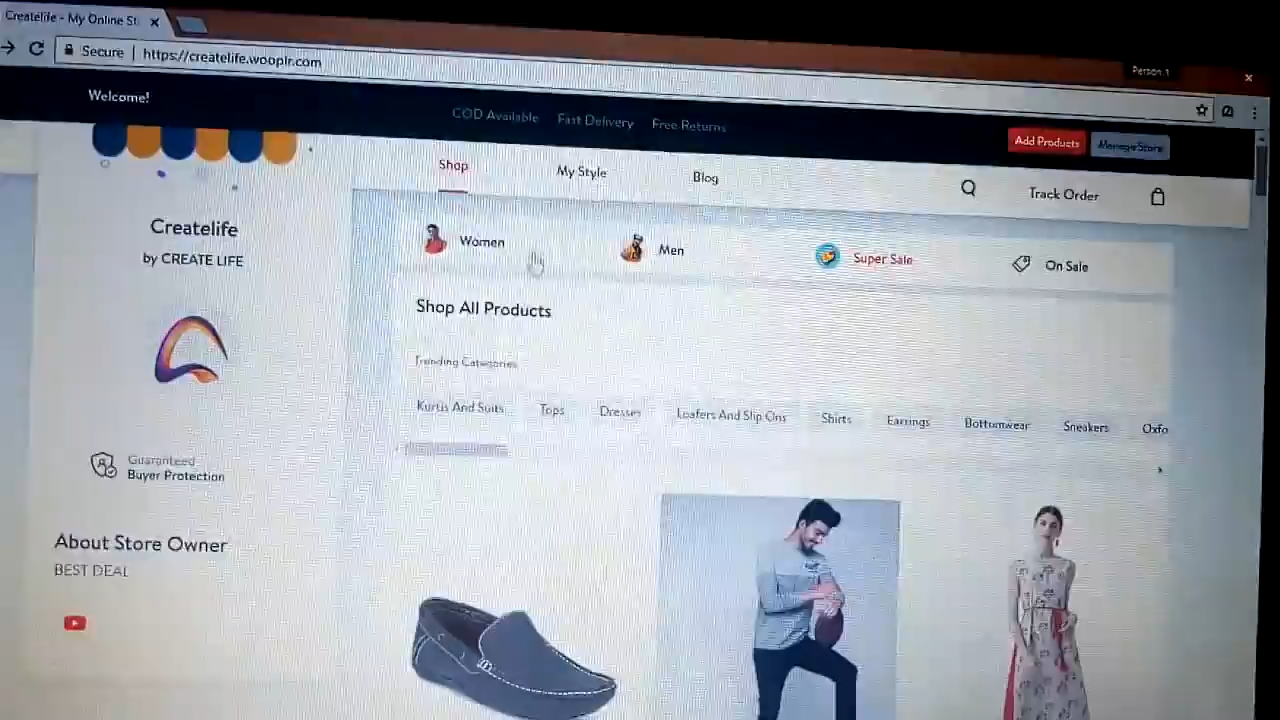 Createlife - My Online St
Secure | https://createlife.wooplr.com
Person 1
Welcome!
COD Available Fast Delivery Free Returns
Add Products Manage Store
Shop My Style Blog
Track Order
Women Men Super Sale On Sale
Createlife
by CREATE LIFE
Shop All Products
Trending Categories
Kurtis And Suits Tops Dresses Loafers And Slip Ons Shirts Earrings Bottomwear Sneakers Oxfo
Guaranteed
Buyer Protection
About Store Owner
BEST DEAL